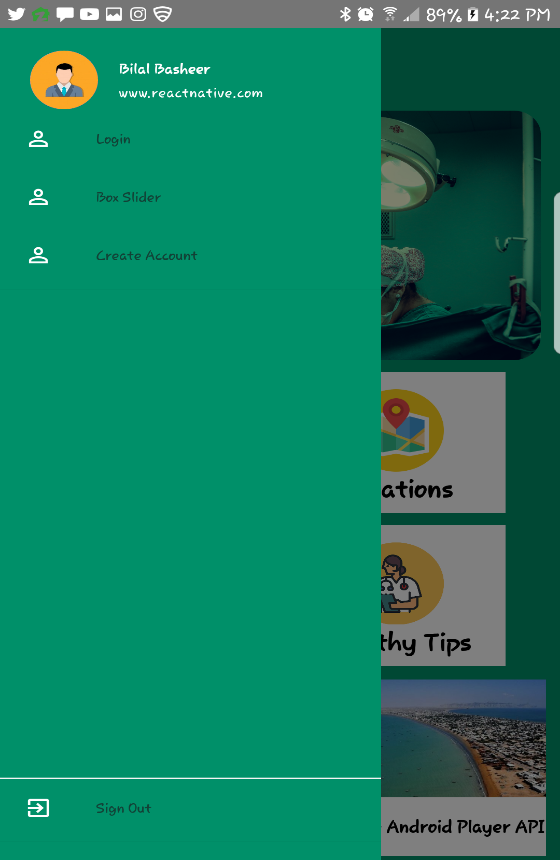 89% 4:22 PM
Bilal Basheer
www.reactnative.com
Login
Box Slider
Create Account
ations
thy Tips
Android Player API
Sign Out